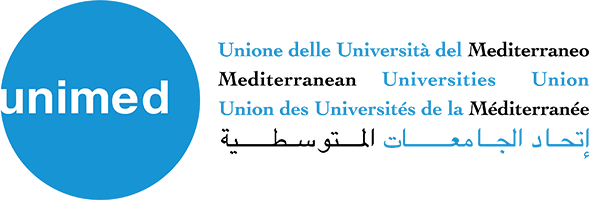 unimed
Unione delle Università del Mediterraneo
Mediterranean Universities Union
Union des Universités de la Méditerranée
إتحاد الجامعات المتوسطية